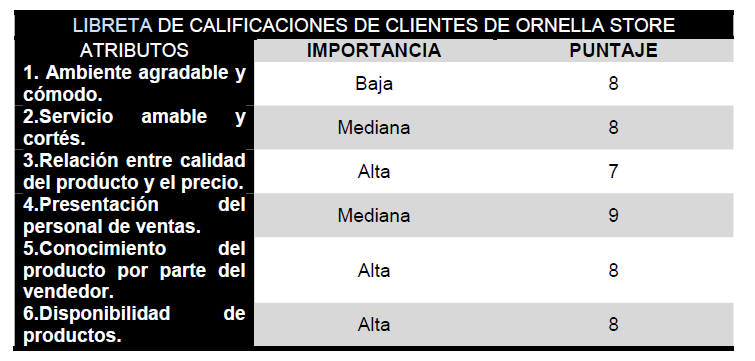 LIBRETA DE CALIFICACIONES DE CLIENTES DE ORNELLA STORE
ATRIBUTOS IMPORTANCIA PUNTAJE
1. Ambiente agradable y
cómodo.
Baja 8
2.Servicio amable y
cortés.
Mediana 8
3.Relación entre calidad
del producto y el precio.
Alta 7
4.Presentación del
personal de ventas.
Mediana 9
5.Conocimiento del
producto por parte del
vendedor.
Alta 8
6.Disponibilidad de
productos.
Alta 8